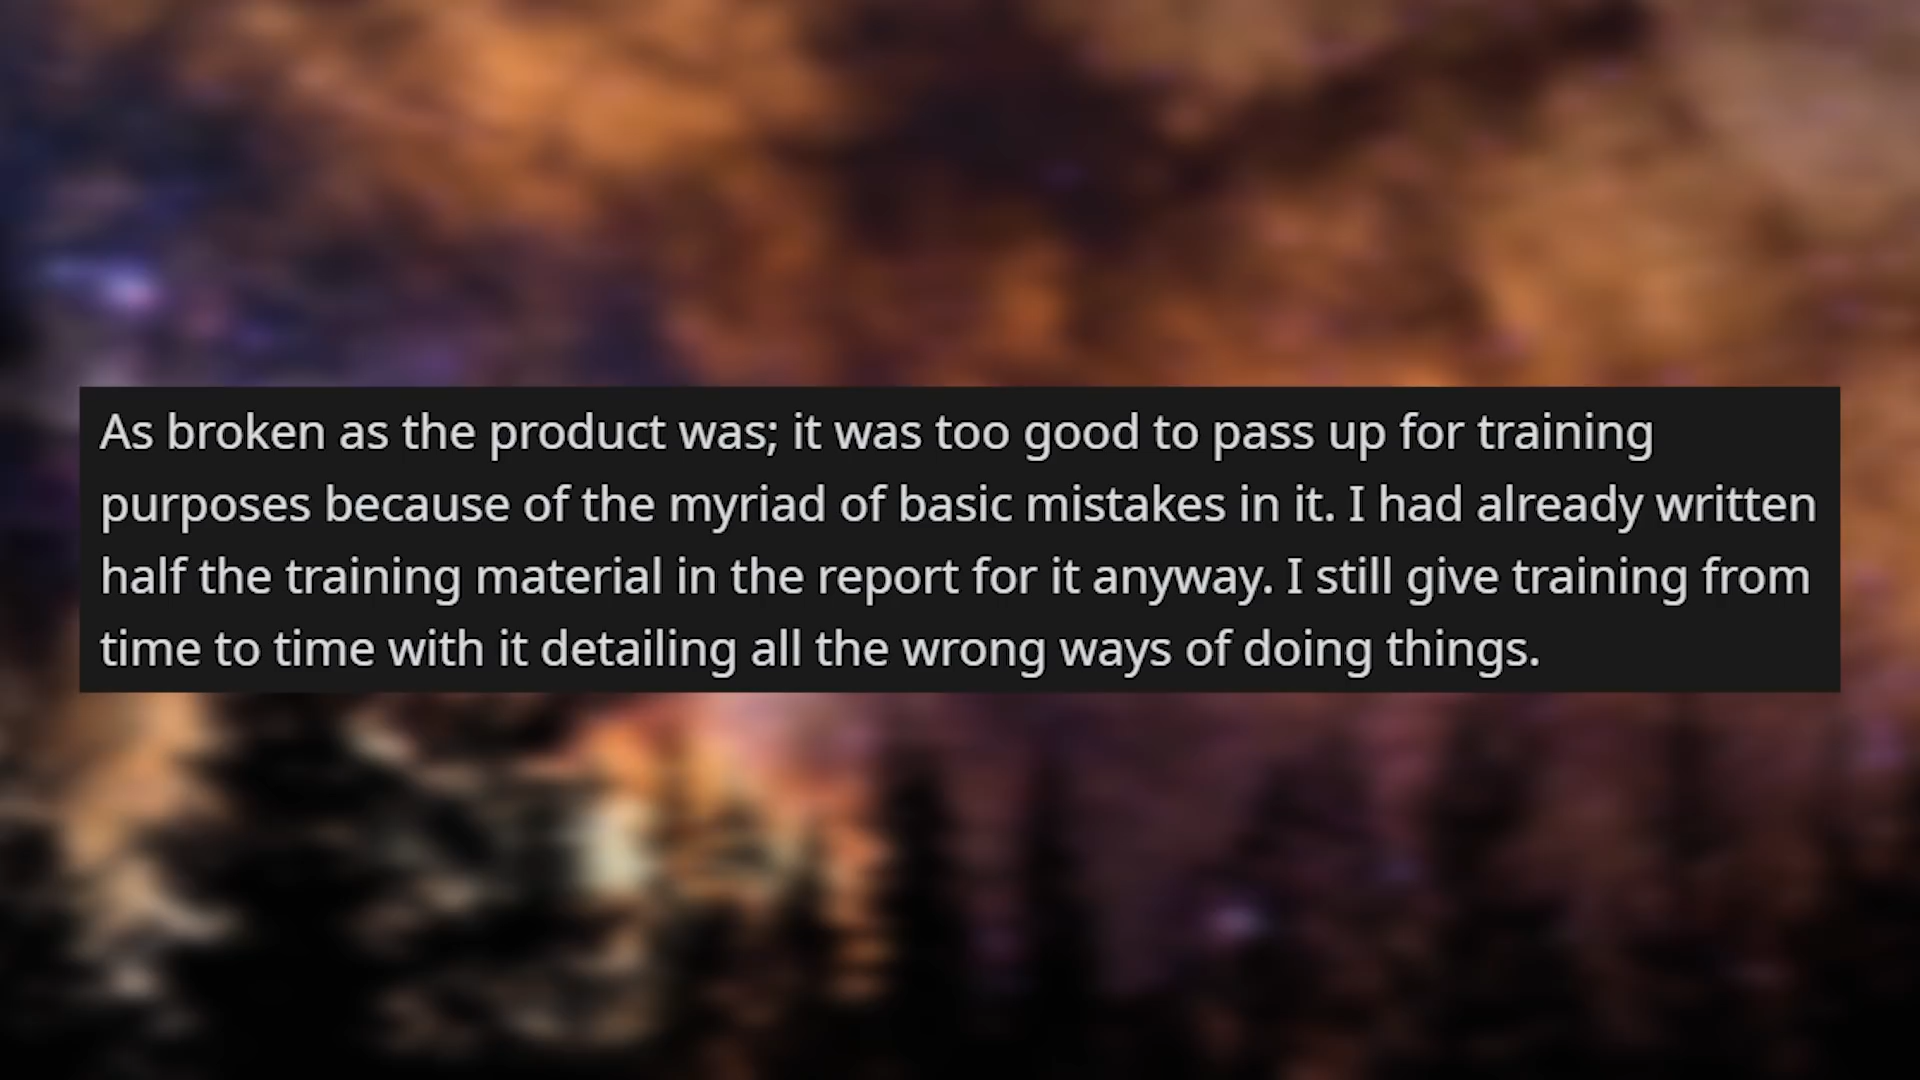 As broken as the product was; it was too good to pass up for training
purposes because of the myriad of basic mistakes in it. I had already written
half the training material in the report for it anyway. I still give training from
time to time with it detailing all the wrong ways of doing things.